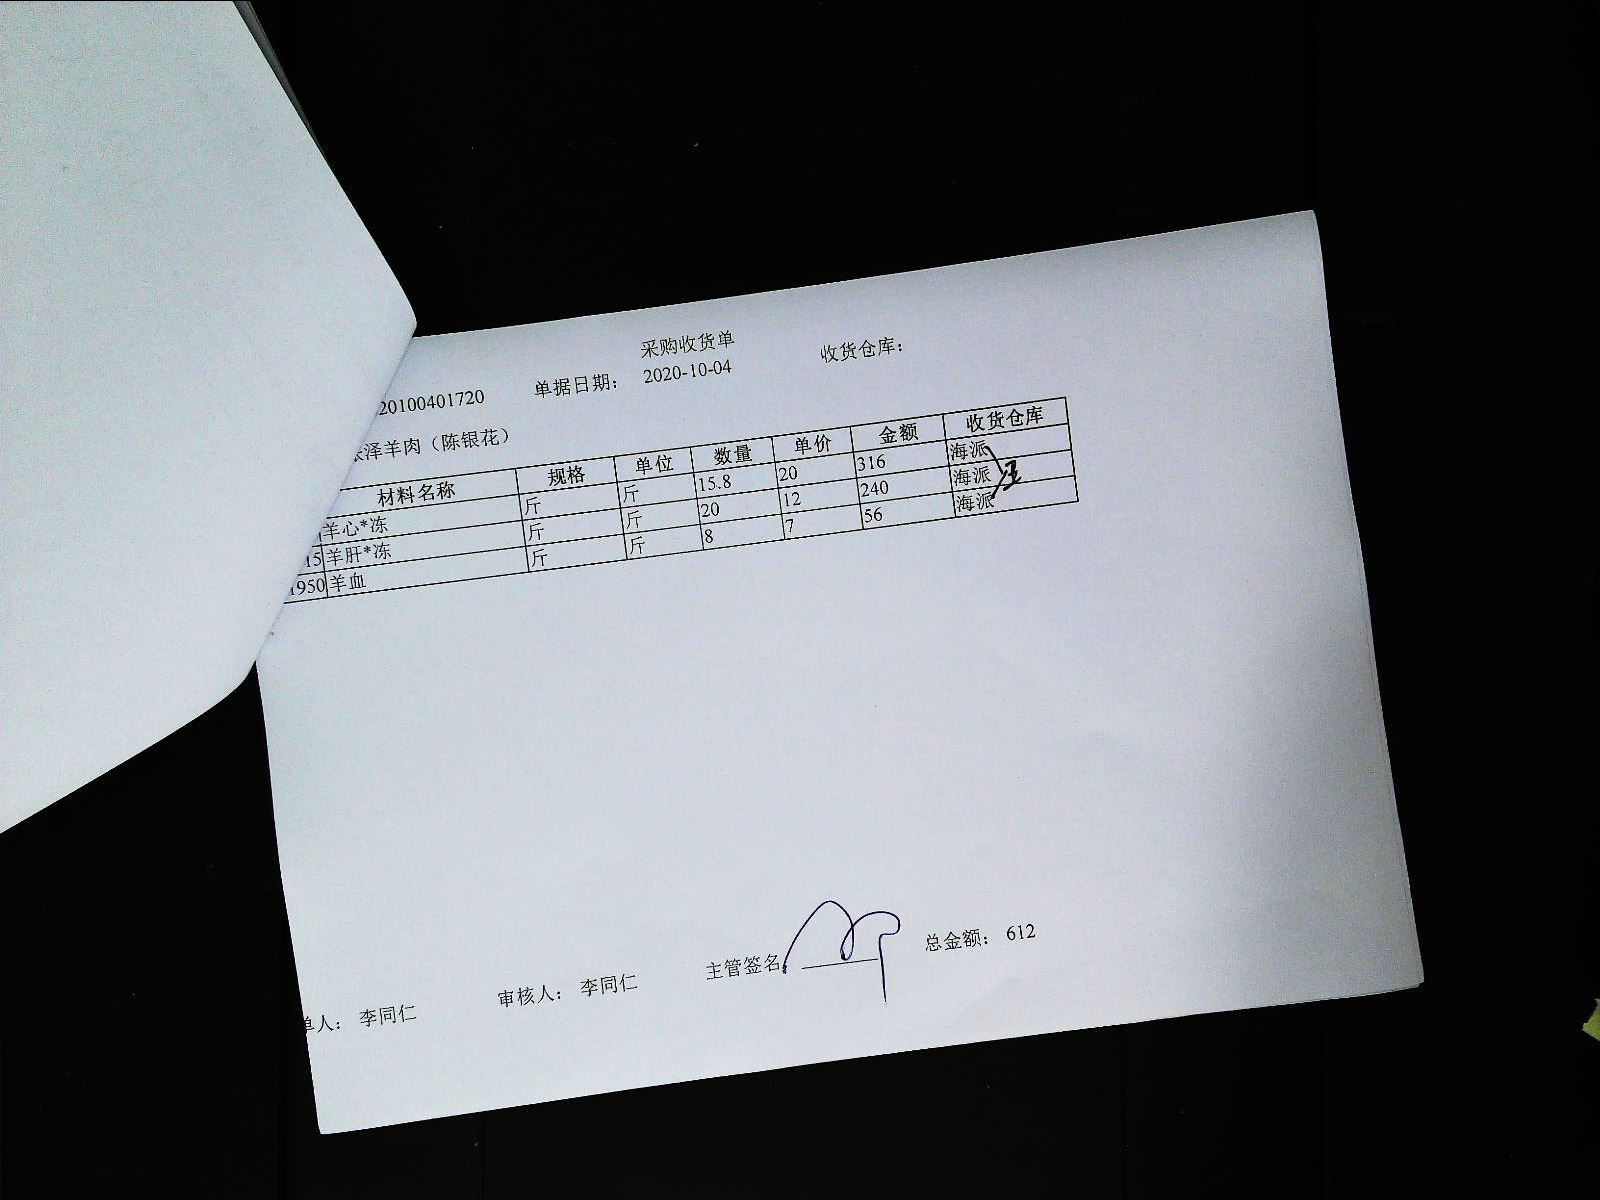 采购收货单
20100401720 单据日期： 2020-10-04 收货仓库：
泽羊肉（陈银花）
材料名称 规格 单位 数量 单价 金额 收货仓库
羊心*冻 斤 斤 15.8 20 316 海派
15 羊肝*冻 斤 斤 20 12 240 海派
1950 羊血 斤 斤 8 7 56 海派
单人： 李同仁 审核人： 李同仁 主管签名 总金额： 612